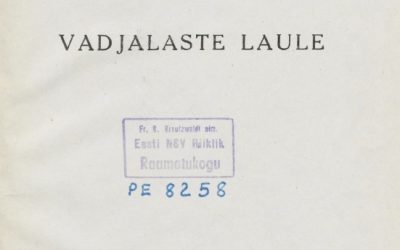 VADJALASTE LAULE
Fr. R. Kreutzwaldi nim.
Eesti NSV Riiklik
Raamatukogu
PE 8258